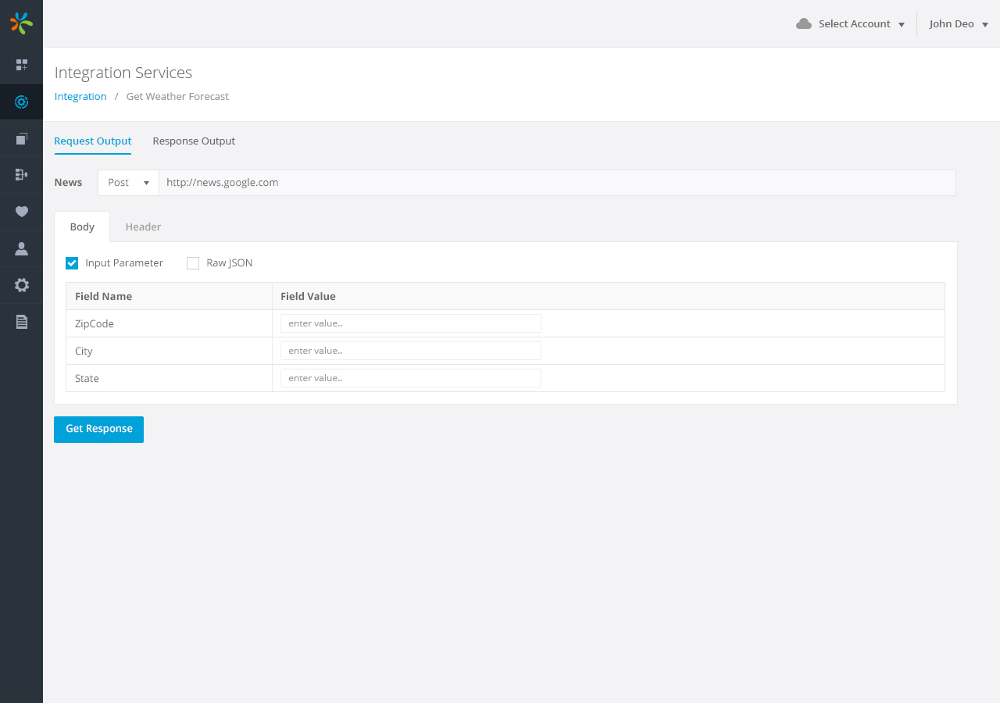 Select Account John Deo
Integration Services
Integration / Get Weather Forecast
Request Output Response Output
News Post http://news.google.com
Body Header
Input Parameter Raw JSON
Field Name Field Value
ZipCode enter value..
City enter value..
State enter value..
Get Response